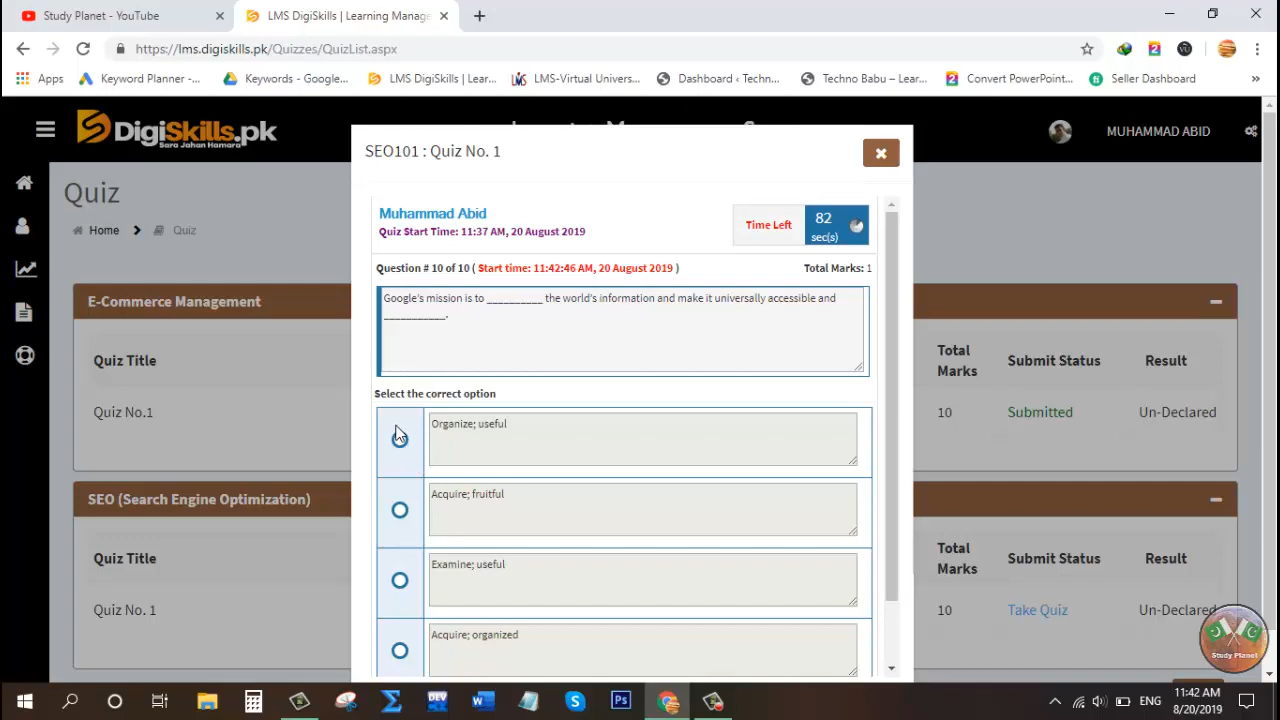 Study Planet - YouTube
LMS DigiSkills | Learning Manage
https://lms.digiskills.pk/Quizzes/QuizList.aspx
Apps
Keyword Planner -...
Keywords - Google...
LMS DigiSkills | Lear...
LMS-Virtual Univers...
Dashboard ‹ Techn...
Techno Babu – Lear...
Convert PowerPoint...
Seller Dashboard
»
DigiSkills.pk
Sara Jahan Hamara
MUHAMMAD ABID
Quiz
Home
Quiz
E-Commerce Management
Quiz Title
Total Marks
Submit Status
Result
Quiz No.1
10
Submitted
Un-Declared
SEO (Search Engine Optimization)
Quiz Title
Total Marks
Submit Status
Result
Quiz No. 1
10
Take Quiz
Un-Declared
SEO101 : Quiz No. 1
Muhammad Abid
Quiz Start Time: 11:37 AM, 20 August 2019
Time Left
82
sec(s)
Question # 10 of 10 ( Start time: 11:42:46 AM, 20 August 2019 )
Total Marks: 1
Google's mission is to __________ the world's information and make it universally accessible and
___________.
Select the correct option
Organize; useful
Acquire; fruitful
Examine; useful
Acquire; organized
Study Planet
DEV
Ps
11:42 AM
8/20/2019